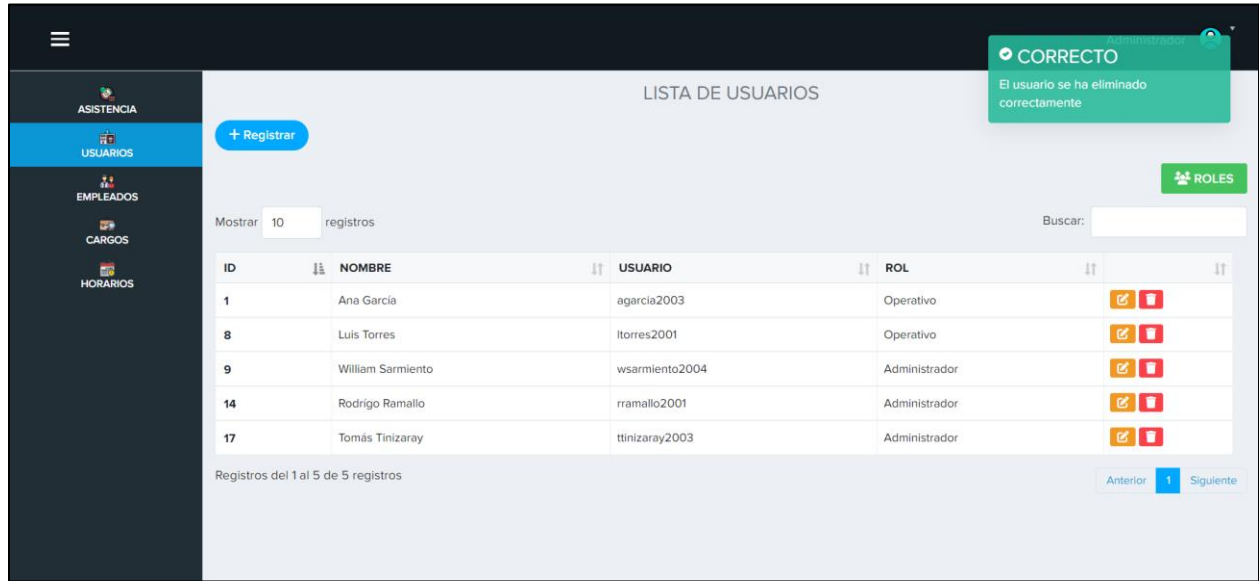 Administrador
CORRECTO
El usuario se ha eliminado
correctamente
ASISTENCIA
USUARIOS
EMPLEADOS
CARGOS
HORARIOS
LISTA DE USUARIOS
+ Registrar
ROLES
Mostrar 10 registros
Buscar:
ID NOMBRE USUARIO ROL
1 Ana García agarcia2003 Operativo
8 Luis Torres ltorres2001 Operativo
9 William Sarmiento wsarmiento2004 Administrador
14 Rodrigo Ramallo rramallo2001 Administrador
17 Tomás Tinizaray ttinizaray2003 Administrador
Registros del 1 al 5 de 5 registros
Anterior 1 Siguiente